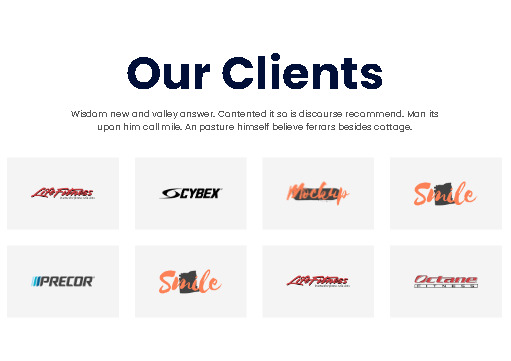 Our Clients
Wisdom new and valley answer. Contented it so is discourse recommend. Man its
upon him call mile. An pasture himself believe ferrars besides cottage.
Life Fitness
CYBEX
Mockup
Smile
PRECOR
Smile
Life Fitness
Octane
FITNESS